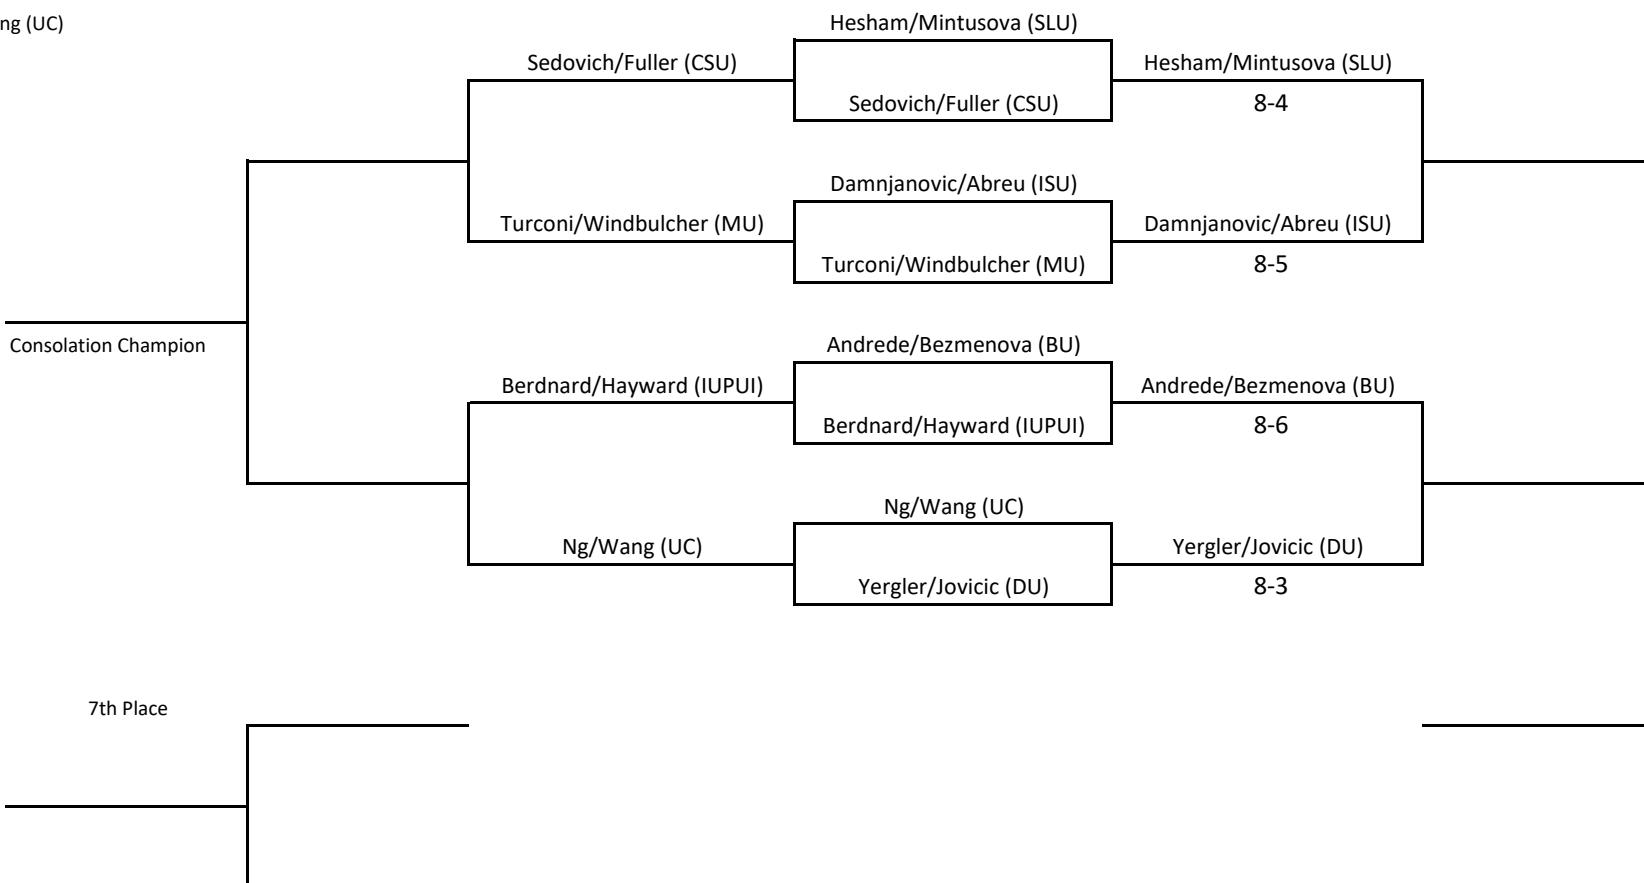 ng (UC)
Hesham/Mintusova (SLU)
Sedovich/Fuller (CSU)
Hesham/Mintusova (SLU)
Sedovich/Fuller (CSU)
8-4
Damnjanovic/Abreu (ISU)
Turconi/Windbulcher (MU)
Damnjanovic/Abreu (ISU)
Turconi/Windbulcher (MU)
8-5
Consolation Champion
Andrede/Bezmenova (BU)
Berdnard/Hayward (IUPUI)
Andrede/Bezmenova (BU)
Berdnard/Hayward (IUPUI)
8-6
Ng/Wang (UC)
Ng/Wang (UC)
Yergler/Jovicic (DU)
Yergler/Jovicic (DU)
8-3
7th Place